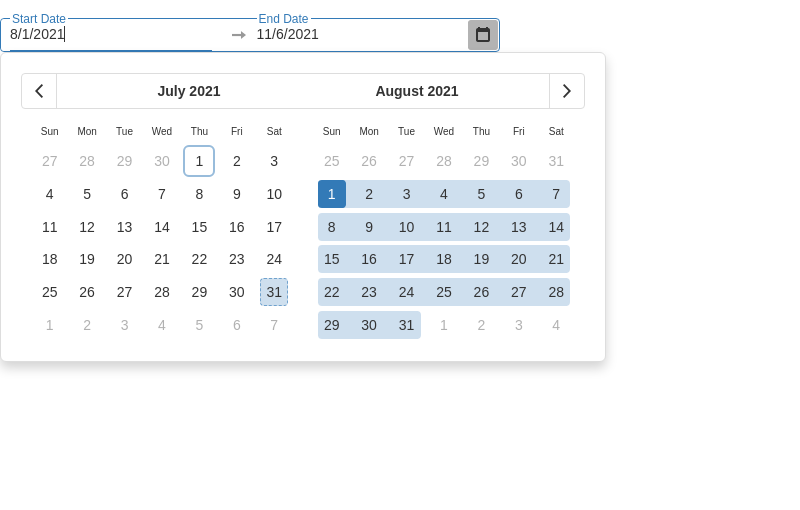 Start Date End Date
8/1/2021 11/6/2021
July 2021 August 2021
Sun Mon Tue Wed Thu Fri Sat Sun Mon Tue Wed Thu Fri Sat
27 28 29 30 1 2 3 25 26 27 28 29 30 31
4 5 6 7 8 9 10 1 2 3 4 5 6 7
11 12 13 14 15 16 17 8 9 10 11 12 13 14
18 19 20 21 22 23 24 15 16 17 18 19 20 21
25 26 27 28 29 30 31 22 23 24 25 26 27 28
1 2 3 4 5 6 7 29 30 31 1 2 3 4